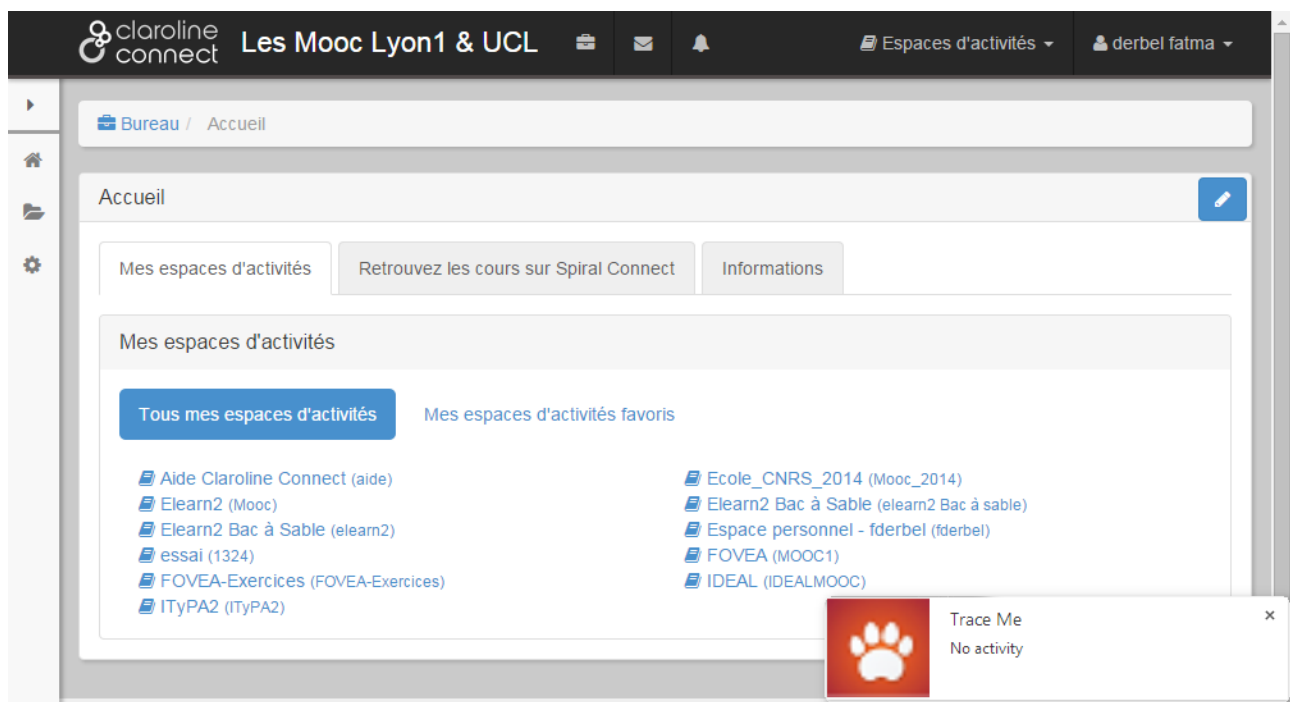 claroline connect Les Mooc Lyon1 & UCL Espaces d'activités derbel fatma
Bureau / Accueil
Accueil
Mes espaces d'activités Retrouvez les cours sur Spiral Connect Informations
Mes espaces d'activités
Tous mes espaces d'activités Mes espaces d'activités favoris
Aide Claroline Connect (aide) Ecole_CNRS_2014 (Mooc_2014)
Elearn2 (Mooc) Elearn2 Bac à Sable (elearn2 Bac à sable)
Elearn2 Bac à Sable (elearn2) Espace personnel - fderbel (fderbel)
essai (1324) FOVEA (MOOC1)
FOVEA-Exercices (FOVEA-Exercices) IDEAL (IDEALMOOC)
ITyPA2 (ITyPA2)
Trace Me
No activity